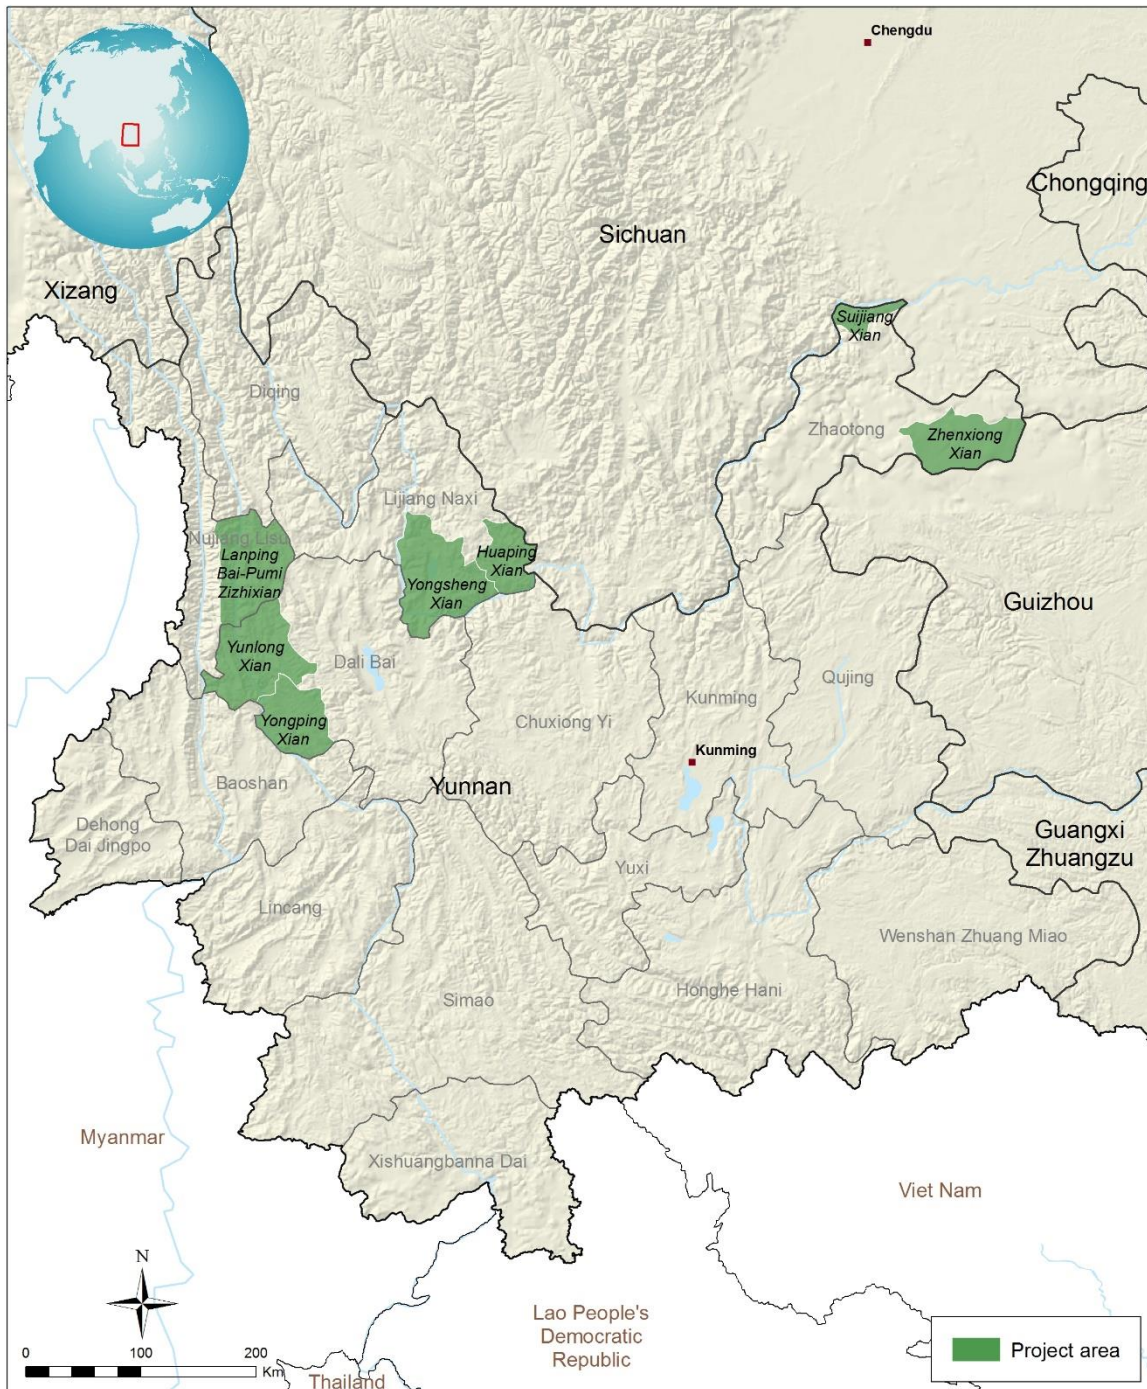 Chengdu
Chongqing
Sichuan
Xizang
Suijiang
Xian
Diqing
Zhaotong
Zhenxiong
Xian
Lijiang Naxi
Nujiang Lisu
Lanping
Bai-Pumi
Zizhixian
Huaping
Xian
Yongsheng
Xian
Guizhou
Yunlong
Xian
Dali Bai
Qujing
Kunming
Chuxiong Yi
Yongping
Xian
Kunming
Baoshan
Yunnan
Dehong
Dai Jingpo
Guangxi
Zhuangzu
Yuxi
Lincang
Wenshan Zhuang Miao
Simao
Honghe Hani
Myanmar
Xishuangbanna Dai
Viet Nam
N
Lao People's
Democratic
Republic
0 100 200
Km
Thailand
Project area